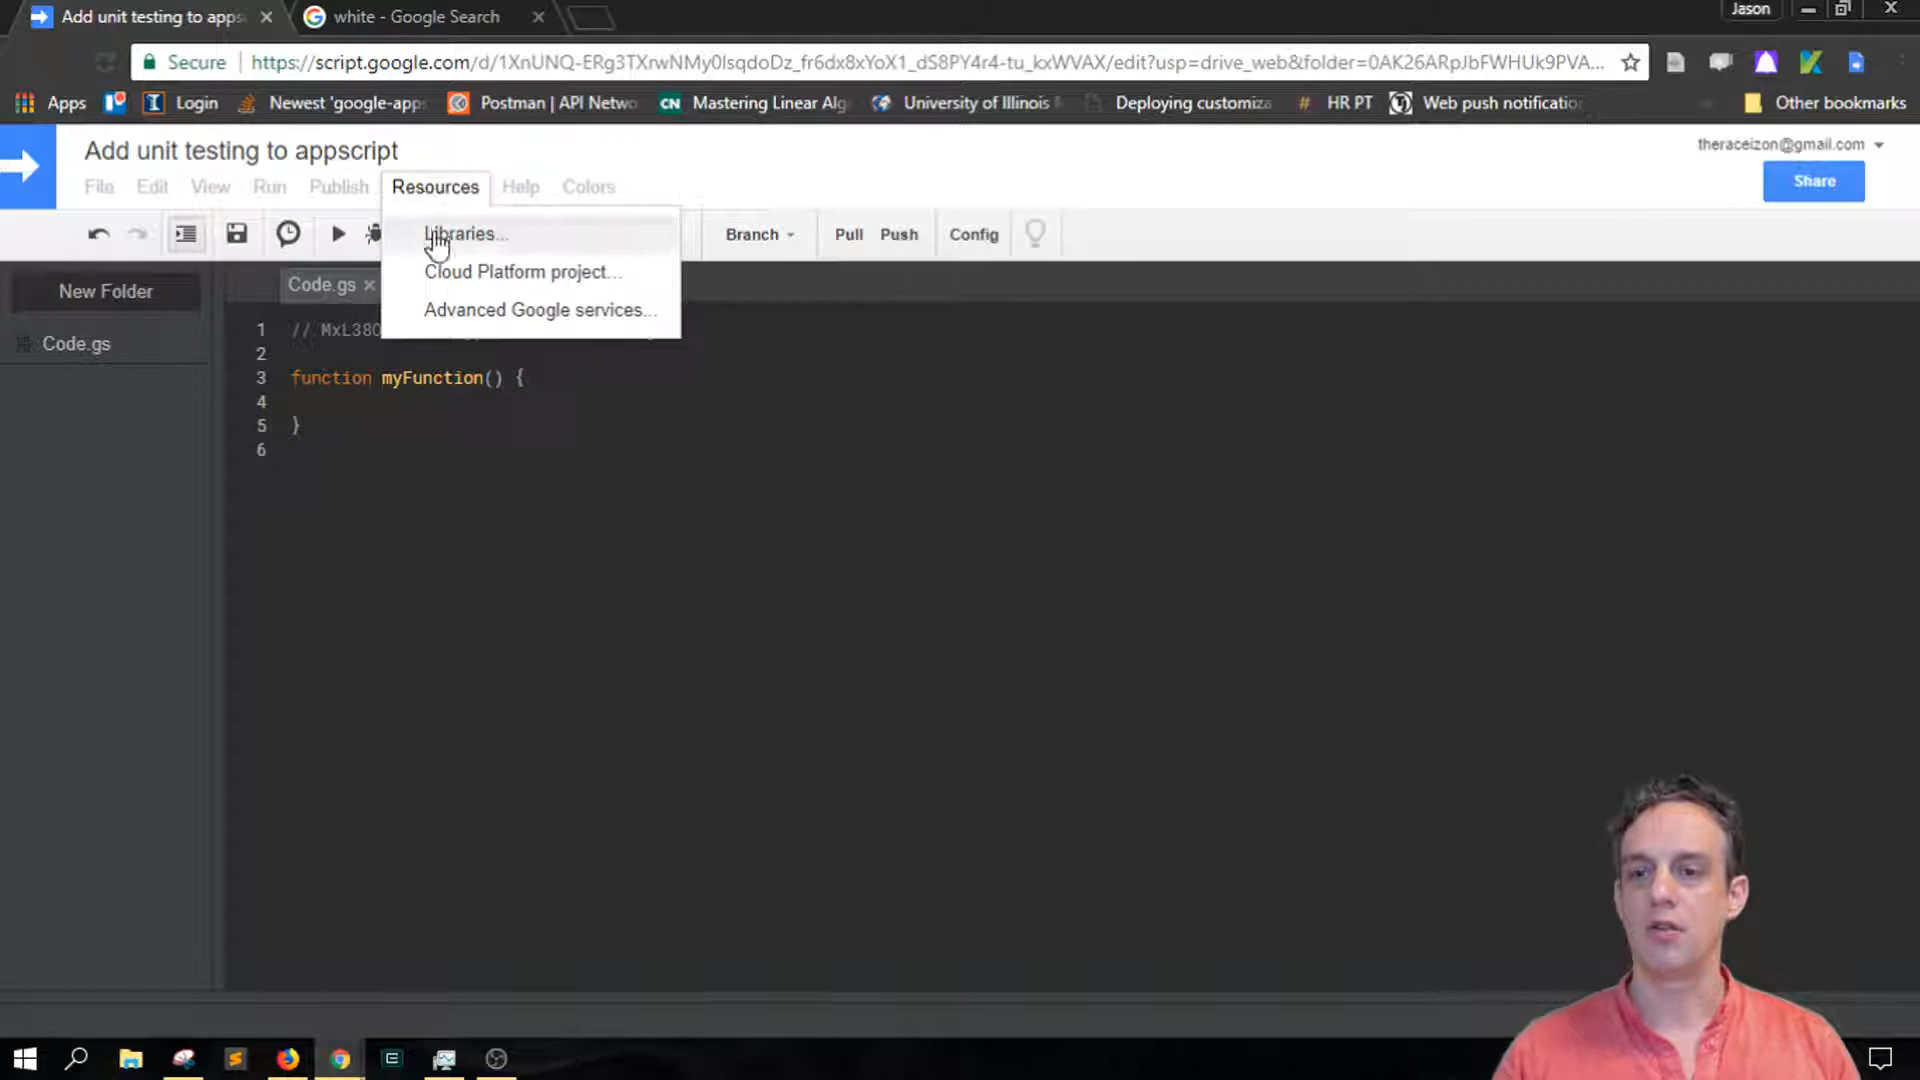 Add unit testing to apps
white - Google Search
Jason
Secure
https://script.google.com/d/1XnUNQ-ERg3TXrwNMy0lsqdoDz_fr6dx8xYoX1_dS8PY4r4-tu_kxWVAX/edit?usp=drive_web&folder=0AK26ARpJbFWHUk9PVA...
Apps
Login
Newest 'google-apps
Postman | API Netwo
CN
Mastering Linear Alg
University of Illinois
Deploying customiza
# HR PT
Web push notificatio
Other bookmarks
Add unit testing to appscript
theraceizon@gmail.com
File Edit View Run Publish Resources Help Colors
Share
Libraries...
Branch
Pull
Push
Config
Cloud Platform project...
Advanced Google services...
New Folder
Code.gs
Code.gs
1 // MxL38O
2
3 function myFunction() {
4
5 }
6